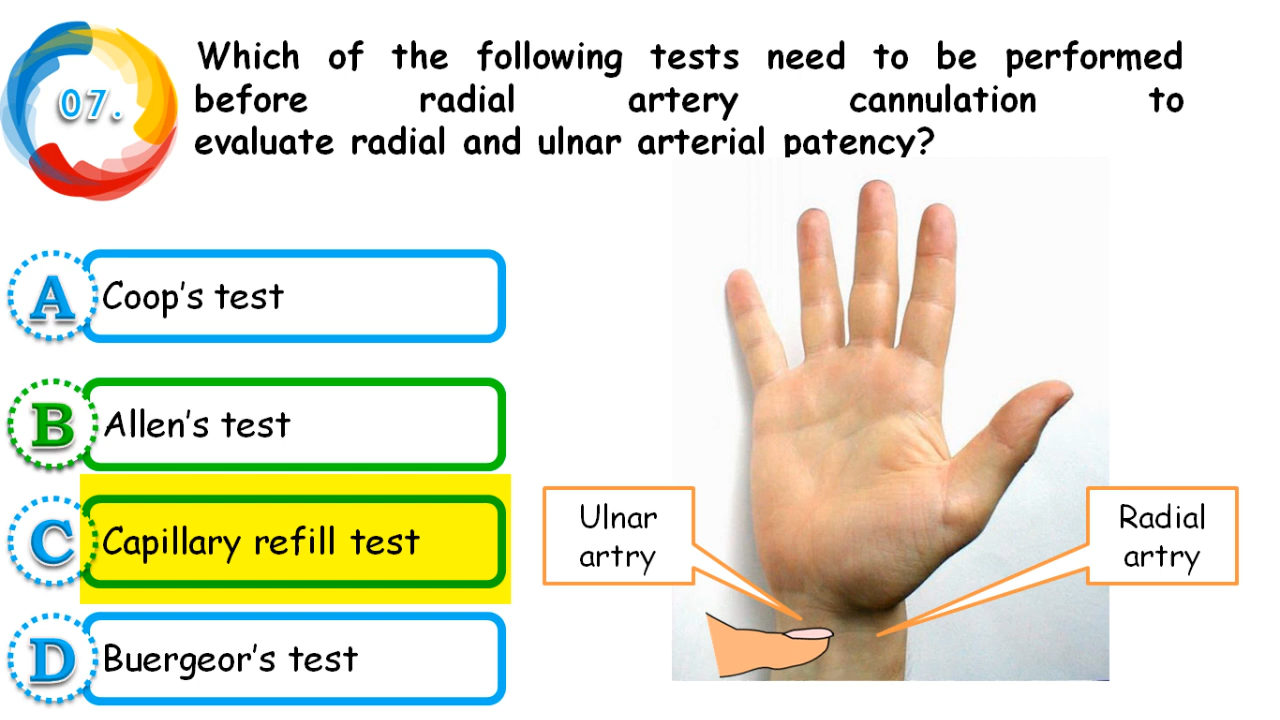 07.
Which of the following tests need to be performed
before radial artery cannulation to
evaluate radial and ulnar arterial patency?
A Coop's test
B Allen's test
C Capillary refill test
D Buergeor's test
Ulnar
artry
Radial
artry